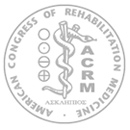 AMERICAN CONGRESS OF REHABILITATION MEDICINE
ACRM
ΑΣΚΛΗΠΙΟΣ